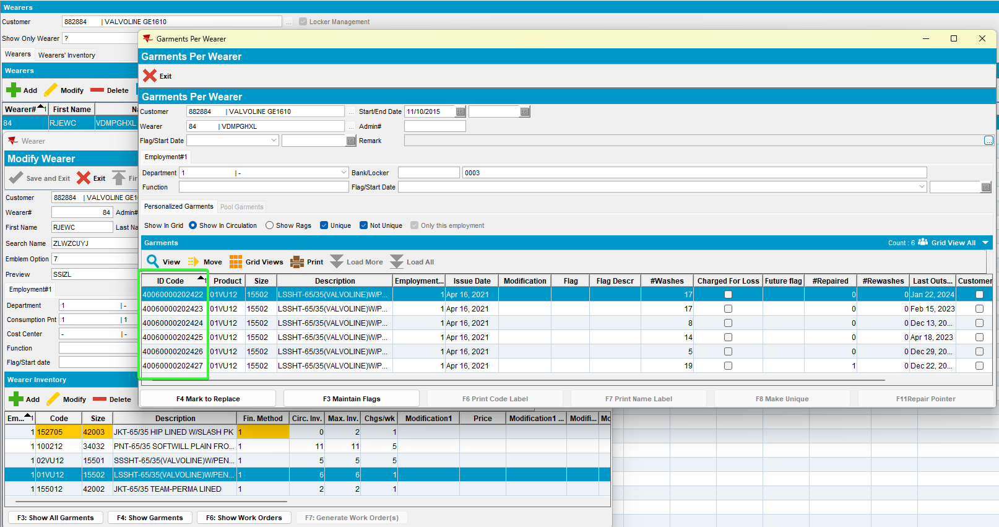 Wearers
Customer 882884 | VALVOLINE GE1610 ... Locker Management
Show Only Wearer ?
Wearers Wearers' Inventory
Wearers
Add Modify Delete
Wearer# 1 First Name
84 RJEWC VDMPGHXL
Wearer
Modify Wearer
Save and Exit Exit
Customer 882884 | VALVOLINE
Wearer# 84 Admin#
First Name RJEWC
Search Name ZLWZCUYJ
Emblem Option 7
Preview SSIZL
Employment#1
Department 1 | -
Consumption Pnt 1 | 1
Cost Center - | -
Function
Flag/Start date
Wearer Inventory
Add Modify Delete
Em... 1 Code Size Description Fin. Method Circ. Inv. Max. Inv. Chgs/wk Modification1 Price Modification1 ... Modifi... Mo
1 152705 42003 JKT-65/35 HIP LINED W/SLASH PK 1 0 2 1
1 100212 34032 PNT-65/35 SOFTWILL PLAIN FRO... 1 11 11 5
1 02VU12 15501 SSSHT-65/35(VALVOLINE)W/PEN... 1 5 5 5
1 01VU12 15502 LSSHT-65/35(VALVOLINE)W/PEN... 1 6 6 1
1 155012 42002 JKT-65/35 TEAM-PERMA LINED 1 2 2 1
F3: Show All Garments F4: Show Garments F6: Show Work Orders F7: Generate Work Order(s)
Garments Per Wearer
Garments Per Wearer
Exit
Garments Per Wearer
Customer 882884 | VALVOLINE GE1610 ... Start/End Date 11/10/2015 16 16
Wearer 84 | VDMPGHXL ... Admin#
Flag/Start Date 16 Remark ...
Employment#1
Department 1 | - Bank/Locker 0003
Function Flag/Start Date 16
Personalized Garments Pool Garments
Show In Grid Show In Circulation Show Rags Unique Not Unique Only this employment
Garments Count : 6 Grid View All
View Move Grid Views Print Load More Load All
ID Code 1 Product Size Description Employment... Issue Date Modification Flag Flag Descr #Washes Charged For Loss Future flag #Repaired #Rewashes Last Outs... Customer
40060000202422 01VU12 15502 LSSHT-65/35(VALVOLINE)W/P... 1 Apr 16, 2021 17 0 0 Jan 22, 2024
40060000202423 01VU12 15502 LSSHT-65/35(VALVOLINE)W/P... 1 Apr 16, 2021 17 0 0 Feb 15, 2023
40060000202424 01VU12 15502 LSSHT-65/35(VALVOLINE)W/P... 1 Apr 16, 2021 8 0 0 Dec 13, 20...
40060000202425 01VU12 15502 LSSHT-65/35(VALVOLINE)W/P... 1 Apr 16, 2021 14 0 0 Apr 18, 2023
40060000202426 01VU12 15502 LSSHT-65/35(VALVOLINE)W/P... 1 Apr 16, 2021 5 0 0 Dec 29, 20...
40060000202427 01VU12 15502 LSSHT-65/35(VALVOLINE)W/P... 1 Apr 16, 2021 19 1 0 Dec 22, 20...
F4 Mark to Replace F3 Maintain Flags F6 Print Code Label F7 Print Name Label F8 Make Unique F11Repair Pointer